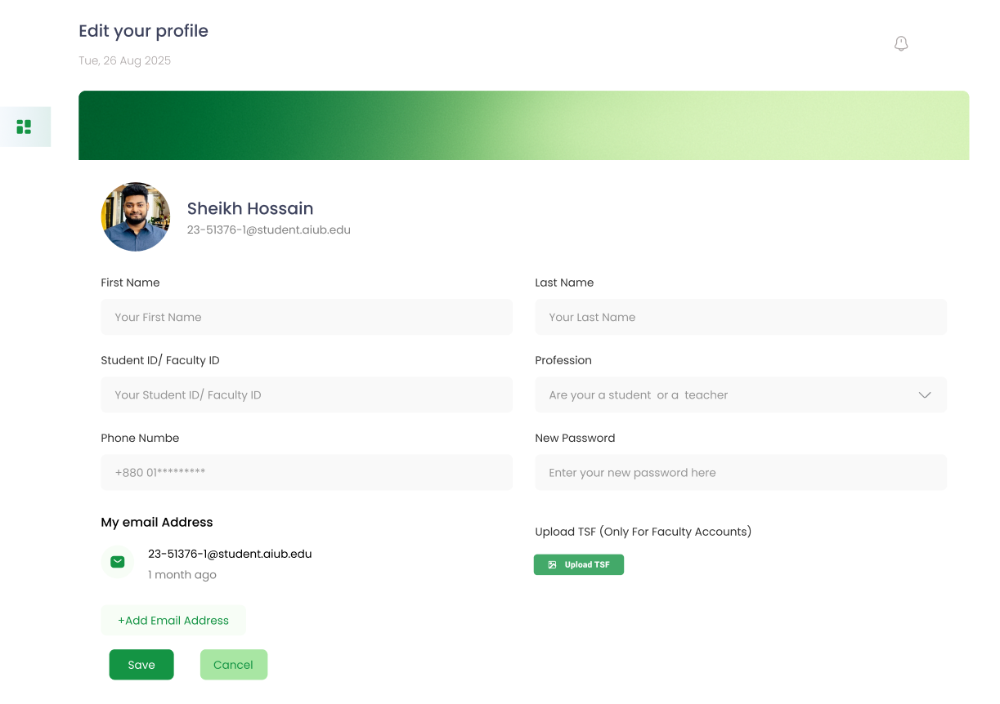 Edit your profile
Tue, 26 Aug 2025
Sheikh Hossain
23-51376-1@student.aiub.edu
First Name
Last Name
Your First Name
Your Last Name
Student ID/ Faculty ID
Profession
Your Student ID/ Faculty ID
Are your a student or a teacher
Phone Numbe
New Password
+880 01*********
Enter your new password here
My email Address
Upload TSF (Only For Faculty Accounts)
23-51376-1@student.aiub.edu
1 month ago
Upload TSF
+Add Email Address
Save
Cancel